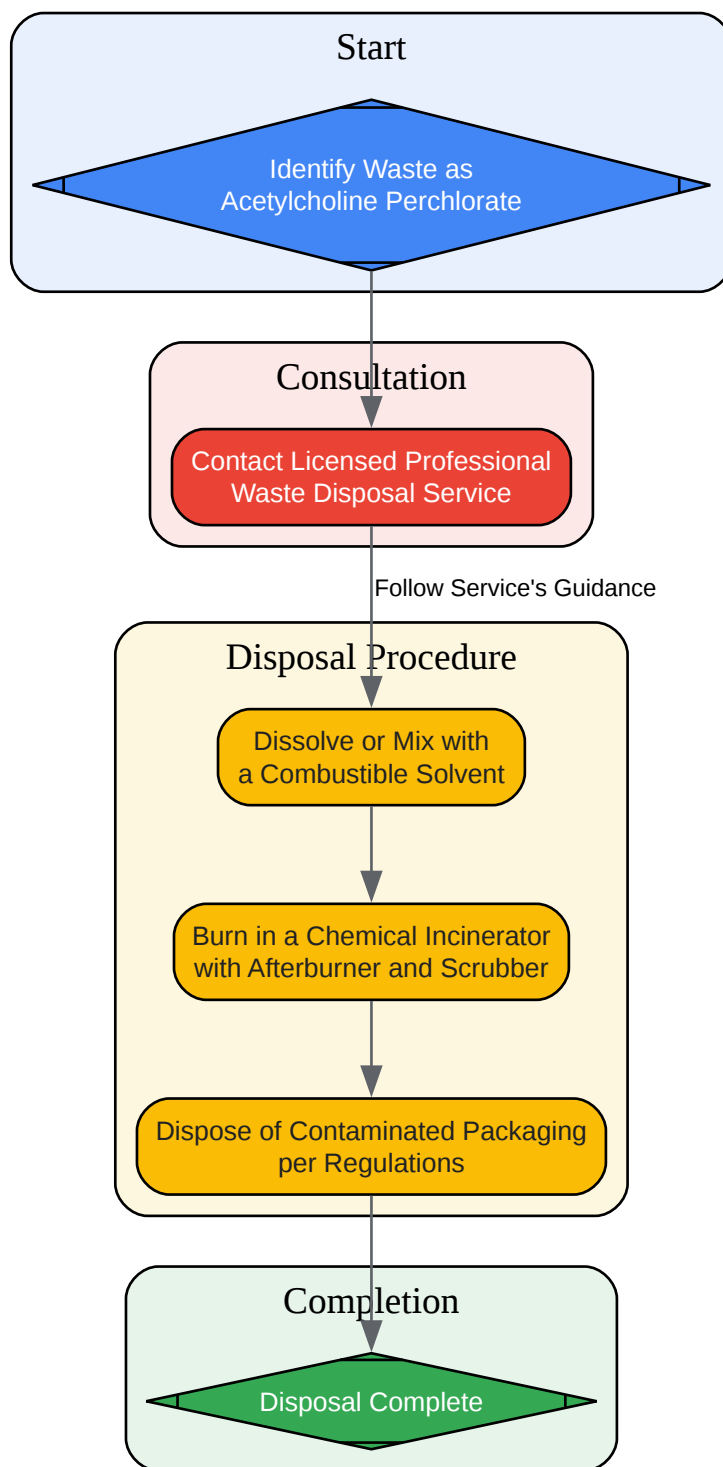 Start
Identify Waste as
Acetylcholine Perchlorate
Consultation
Contact Licensed Professional
Waste Disposal Service
Follow Service's Guidance
Disposal Procedure
Dissolve or Mix with
a Combustible Solvent
Burn in a Chemical Incinerator
with Afterburner and Scrubber
Dispose of Contaminated Packaging
per Regulations
Completion
Disposal Complete